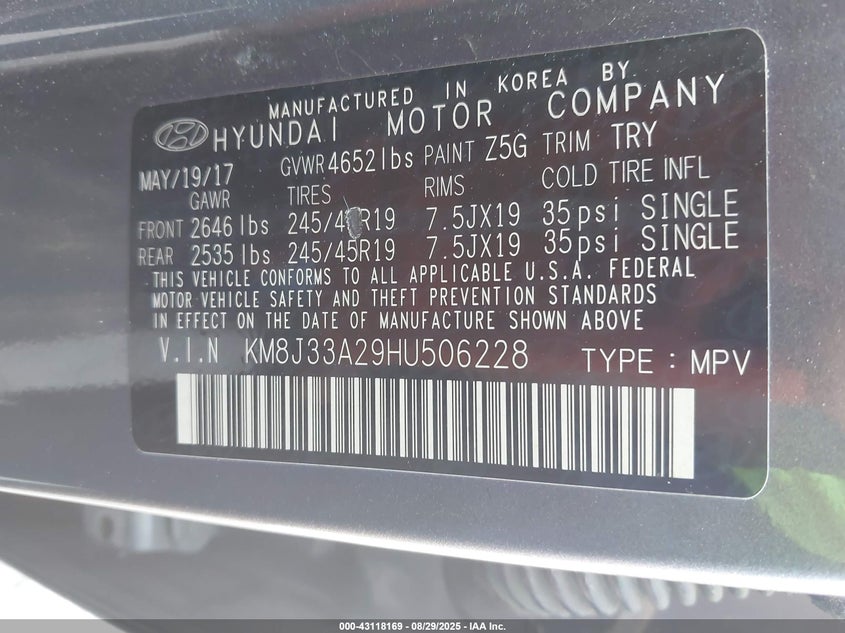 MANUFACTURED IN KOREA BY
HYUNDAI MOTOR COMPANY
MAY/19/17 GVWR 4652lbs PAINT Z5G TRIM TRY
GAWR TIRES RIMS COLD TIRE INFL
FRONT 2646 lbs 7.5JX19 35psi SINGLE
REAR 2535 lbs 245/45R19 7.5JX19 35psi SINGLE
THIS VEHICLE CONFORMS TO ALL APPLICABLE U.S.A. FEDERAL
MOTOR VEHICLE SAFETY AND THEFT PREVENTION STANDARDS
IN EFFECT ON THE DATE OF MANUFACTURE SHOWN ABOVE
V.I.N KM8J33A29HU506228 TYPE : MPV
000-43118169 - 08/29/2025 - IAA Inc.